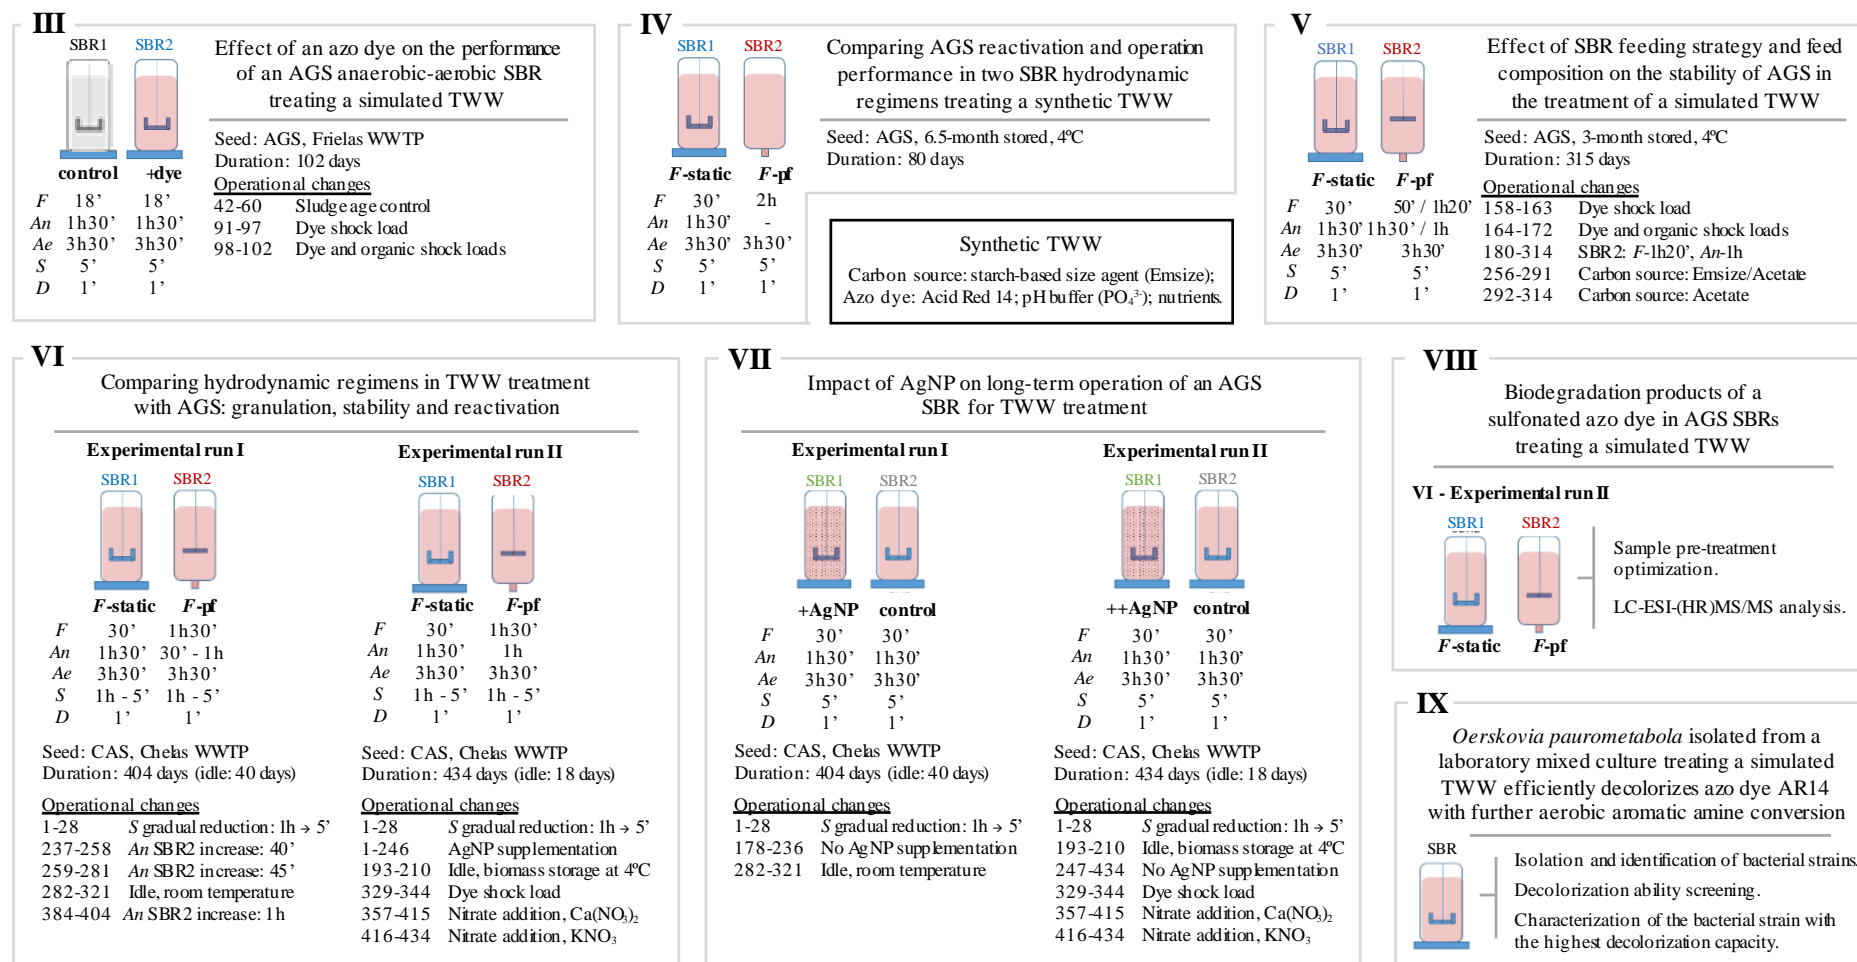 III
SBR1 SBR2
Effect of an azo dye on the performance
of an AGS anaerobic-aerobic SBR
treating a simulated TWW
Seed: AGS, Frielas WWTP
Duration: 102 days
control +dye
Operational changes
F 18’ 18’
An 1h30’ 1h30’
Ae 3h30’ 3h30’
S 5’ 5’
D 1’ 1’
42-60 Sludge age control
91-97 Dye shock load
98-102 Dye and organic shock loads
IV
SBR1 SBR2
Comparing AGS reactivation and operation
performance in two SBR hydrodynamic
regimens treating a synthetic TWW
Seed: AGS, 6.5-month stored, 4ºC
Duration: 80 days
F-static F-pf
F 30’ 2h
An 1h30’ -
Ae 3h30’ 3h30’
S 5’ 5’
D 1’ 1’
Synthetic TWW
Carbon source: starch-based size agent (Emsize);
Azo dye: Acid Red 14; pH buffer (PO₄³⁻); nutrients.
V
SBR1 SBR2
Effect of SBR feeding strategy and feed
composition on the stability of AGS in
the treatment of a simulated TWW
Seed: AGS, 3-month stored, 4ºC
Duration: 315 days
F-static F-pf
Operational changes
F 30’ 50’ / 1h20’
An 1h30’ 1h30’ / 1h
Ae 3h30’ 3h30’
S 5’ 5’
D 1’ 1’
158-163 Dye shock load
164-172 Dye and organic shock loads
180-314 SBR2: F-1h20’, An-1h
256-291 Carbon source: Emsize/Acetate
292-314 Carbon source: Acetate
VI
Comparing hydrodynamic regimens in TWW treatment
with AGS: granulation, stability and reactivation
Experimental run I
SBR1 SBR2
F-static F-pf
F 30’ 1h30’
An 1h30’ 30’ - 1h
Ae 3h30’ 3h30’
S 1h - 5’ 1h - 5’
D 1’ 1’
Seed: CAS, Chelas WWTP
Duration: 404 days (idle: 40 days)
Operational changes
1-28 S gradual reduction: 1h → 5’
237-258 An SBR2 increase: 40’
259-281 An SBR2 increase: 45’
282-321 Idle, room temperature
384-404 An SBR2 increase: 1h
Experimental run II
SBR1 SBR2
F-static F-pf
F 30’ 1h30’
An 1h30’ 1h
Ae 3h30’ 3h30’
S 1h - 5’ 1h - 5’
D 1’ 1’
Seed: CAS, Chelas WWTP
Duration: 434 days (idle: 18 days)
Operational changes
1-28 S gradual reduction: 1h → 5’
1-246 AgNP supplementation
193-210 Idle, biomass storage at 4ºC
329-344 Dye shock load
357-415 Nitrate addition, Ca(NO₃)₂
416-434 Nitrate addition, KNO₃
VII
Impact of AgNP on long-term operation of an AGS
SBR for TWW treatment
Experimental run I
SBR1 SBR2
+AgNP control
F 30’ 30’
An 1h30’ 1h30’
Ae 3h30’ 3h30’
S 5’ 5’
D 1’ 1’
Seed: CAS, Chelas WWTP
Duration: 404 days (idle: 40 days)
Operational changes
1-28 S gradual reduction: 1h → 5’
178-236 No AgNP supplementation
282-321 Idle, room temperature
Experimental run II
SBR1 SBR2
++AgNP control
F 30’ 30’
An 1h30’ 1h30’
Ae 3h30’ 3h30’
S 5’ 5’
D 1’ 1’
Seed: CAS, Chelas WWTP
Duration: 434 days (idle: 18 days)
Operational changes
1-28 S gradual reduction: 1h → 5’
193-210 Idle, biomass storage at 4ºC
247-434 No AgNP supplementation
329-344 Dye shock load
357-415 Nitrate addition, Ca(NO₃)₂
416-434 Nitrate addition, KNO₃
VIII
Biodegradation products of a
sulfonated azo dye in AGS SBRs
treating a simulated TWW
VI - Experimental run II
SBR1 SBR2
Sample pre-treatment
optimization.
LC-ESI-(HR)MS/MS analysis.
F-static F-pf
IX
Oerskovia paurometabola isolated from a
laboratory mixed culture treating a simulated
TWW efficiently decolorizes azo dye AR14
with further aerobic aromatic amine conversion
SBR
Isolation and identification of bacterial strains.
Decolorization ability screening.
Characterization of the bacterial strain with
the highest decolorization capacity.